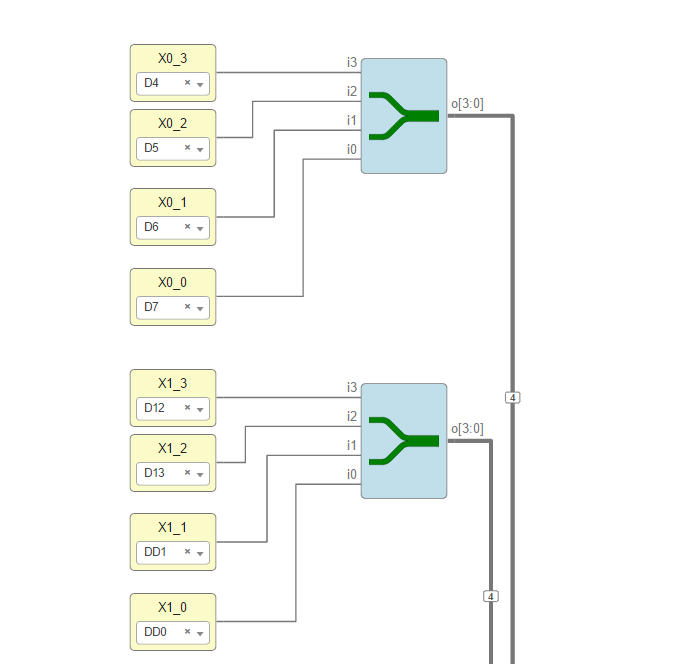 X0_3
D4
X0_2
D5
X0_1
D6
X0_0
D7
i3
i2
i1
i0
o[3:0]
X1_3
D12
X1_2
D13
X1_1
DD1
X1_0
DD0
i3
i2
i1
i0
o[3:0]
4
4